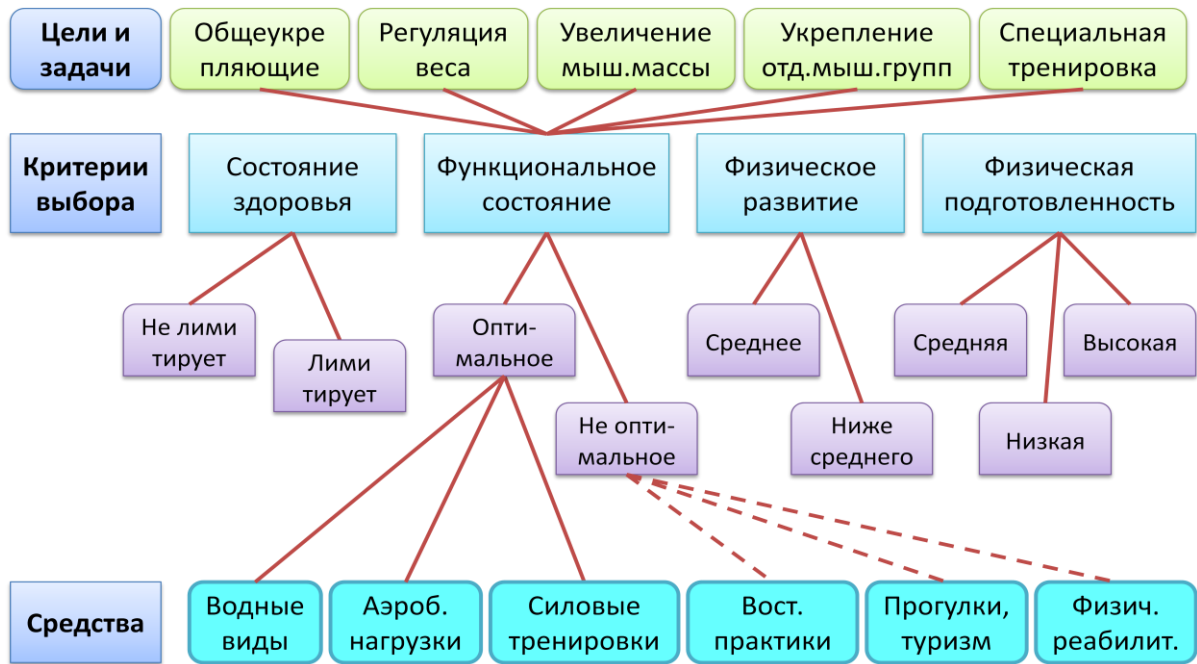 Цели и
задачи
Общеукре
пляющие
Регуляция
веса
Увеличение
мыш.массы
Укрепление
отд.мыш.групп
Специальная
тренировка
Критерии
выбора
Состояние
здоровья
Функциональное
состояние
Физическое
развитие
Физическая
подготовленность
Не лими
тирует
Лими
тирует
Опти-
мальное
Не опти-
мальное
Среднее
Ниже
среднего
Средняя
Низкая
Высокая
Средства
Водные
виды
Аэроб.
нагрузки
Силовые
тренировки
Вост.
практики
Прогулки,
туризм
Физич.
реабилит.